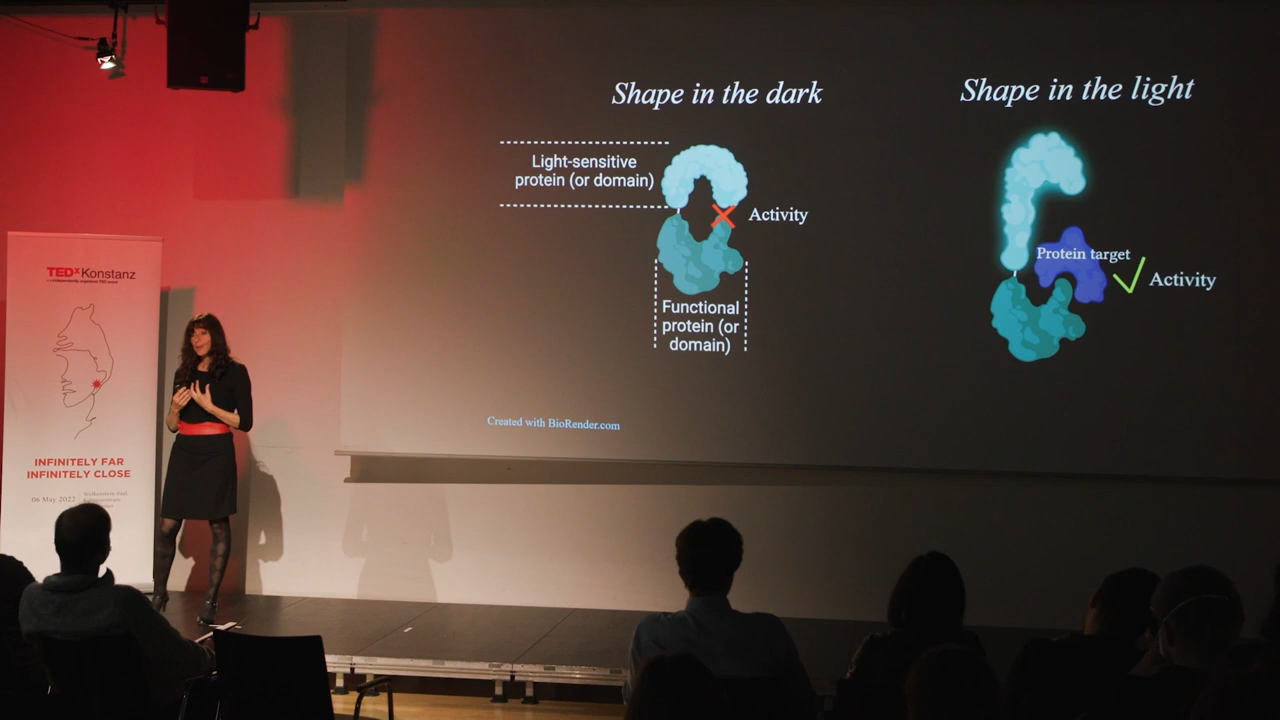 Shape in the dark
Shape in the light
Light-sensitive
protein (or domain)
Activity
Protein target
Activity
Functional
protein (or
domain)
Created with BioRender.com
TEDxKonstanz
INFINITELY FAR
INFINITELY CLOSE
06 May 2022